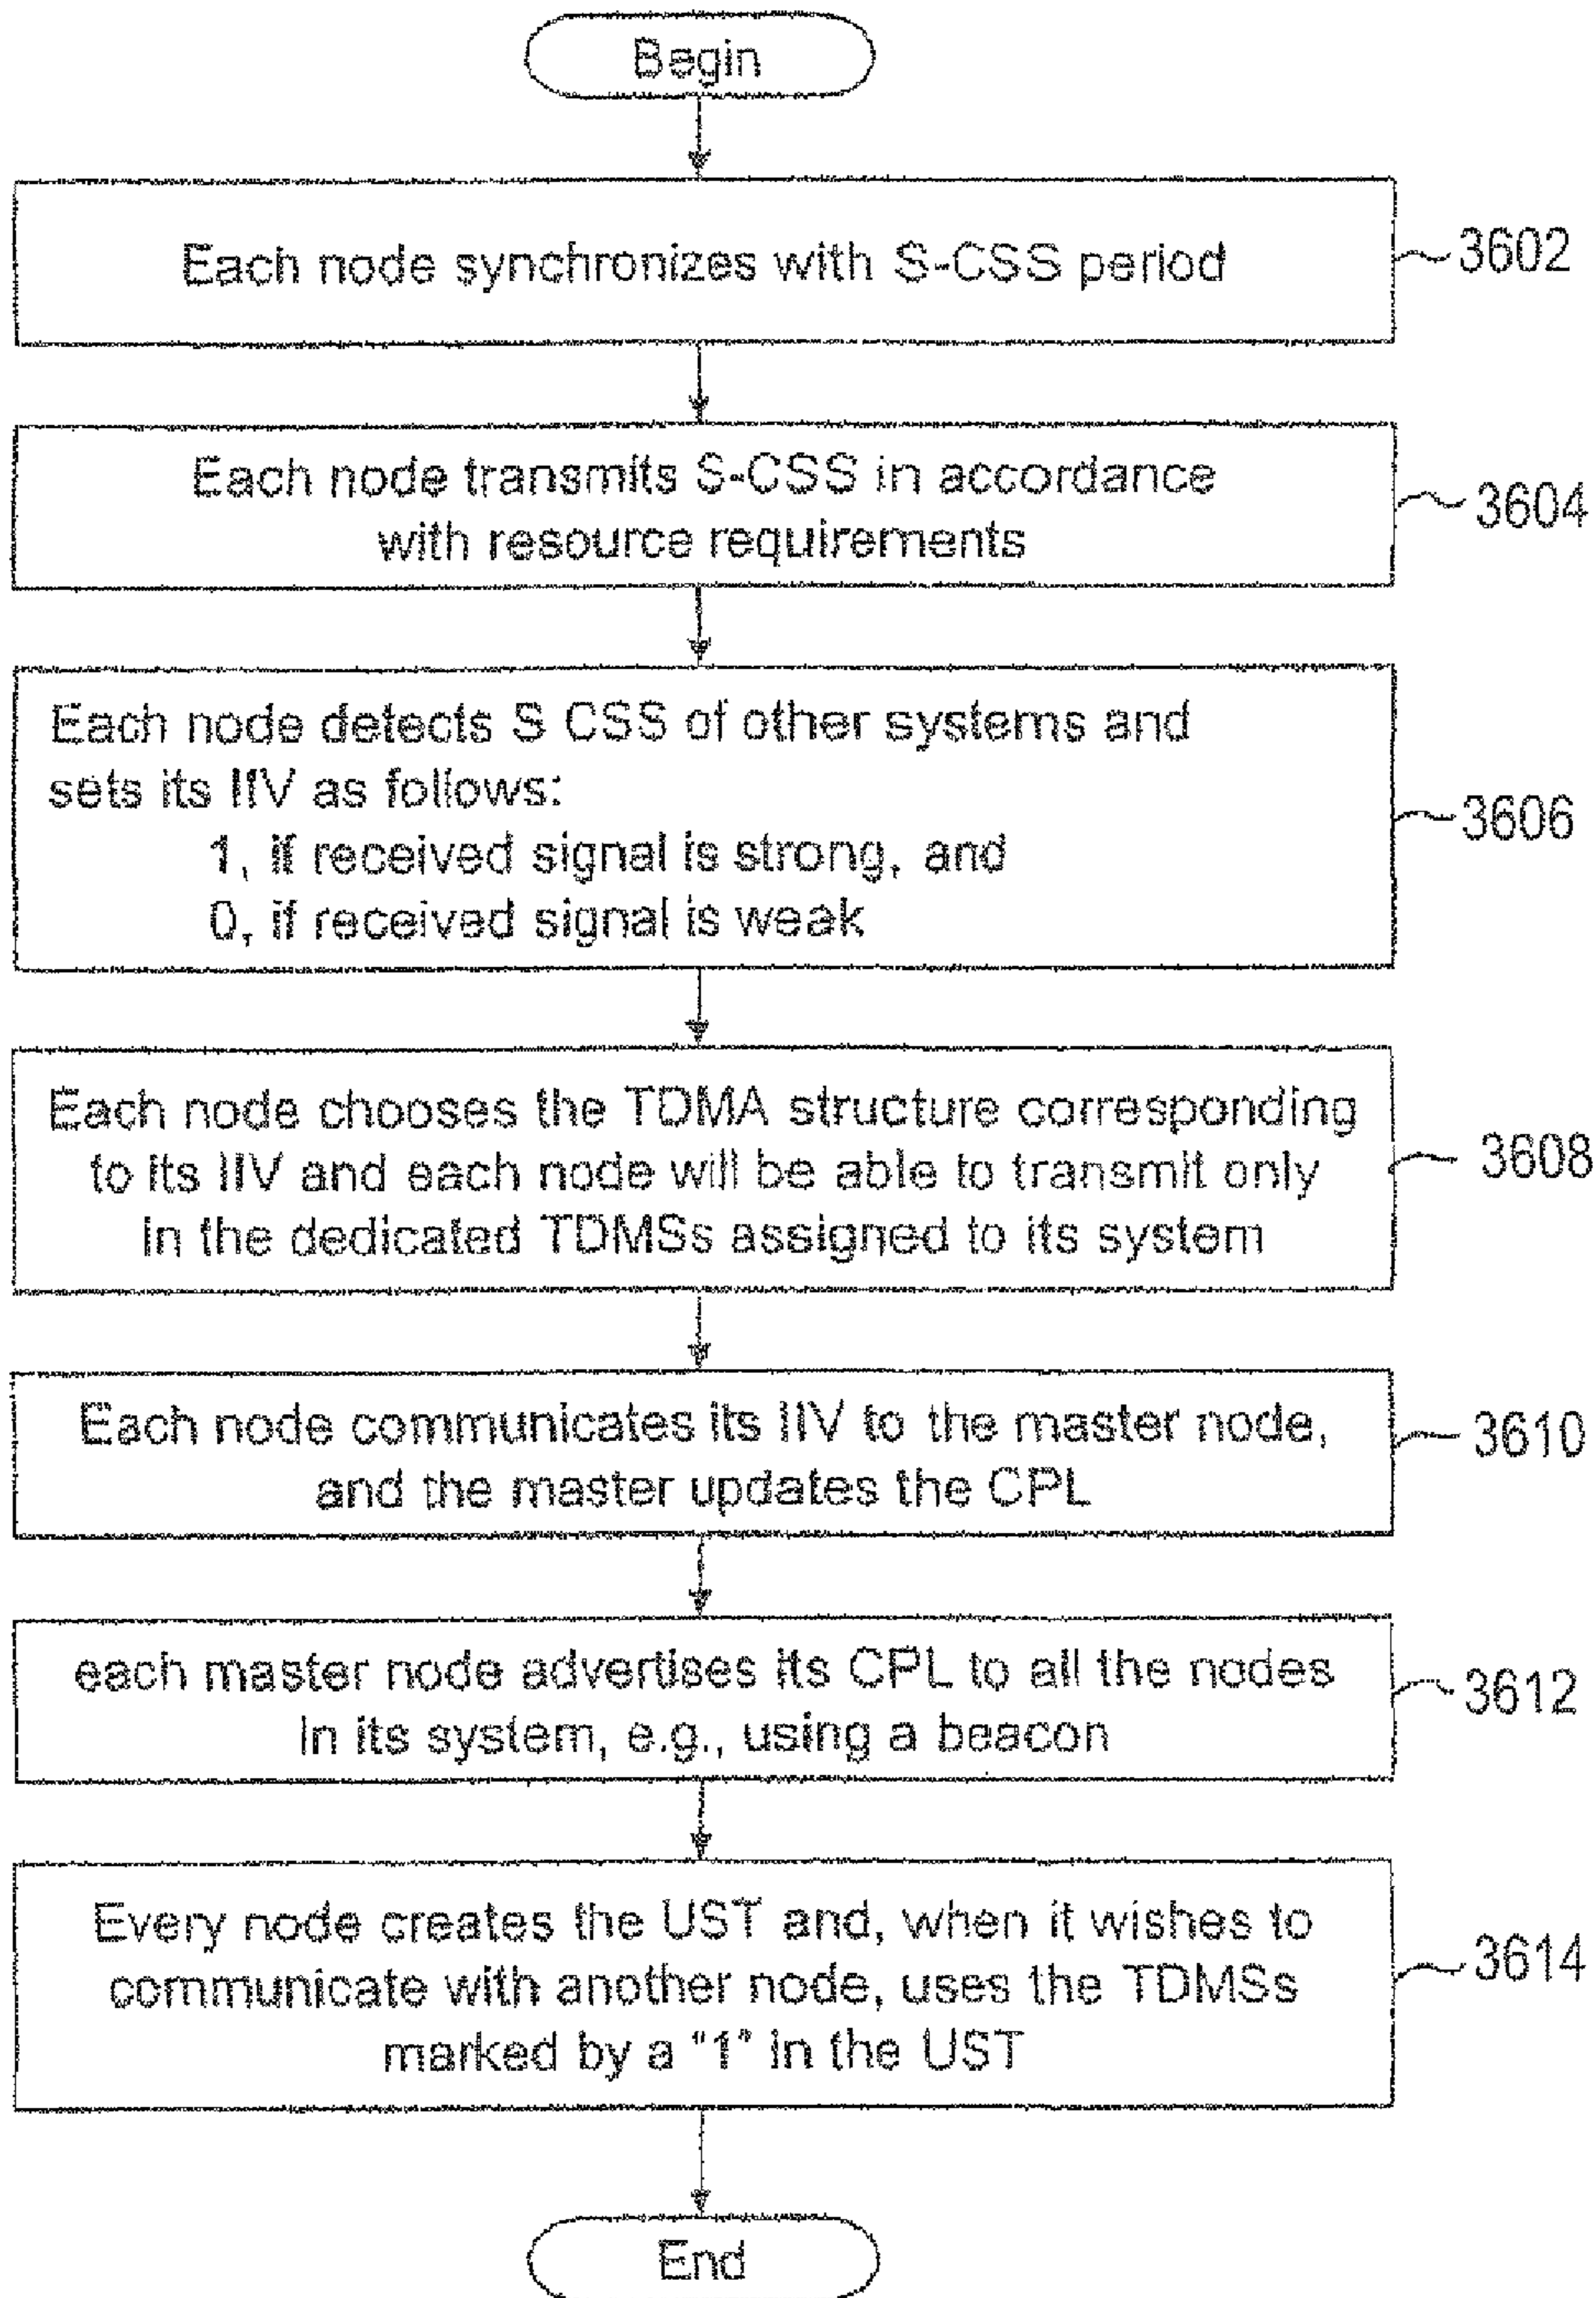 Begin
Each node synchronizes with S-CSS period
3602
Each node transmits S-CSS in accordance
with resource requirements
3604
Each node detects S CSS of other systems and
sets its IIV as follows:
1, if received signal is strong, and
0, if received signal is weak
3606
Each node chooses the TDMA structure corresponding
to its IIV and each node will be able to transmit only
in the dedicated TDMSs assigned to its system
3608
Each node communicates its IIV to the master node,
and the master updates the CPL
3610
each master node advertises its CPL to all the nodes
in its system, e.g., using a beacon
3612
Every node creates the UST and, when it wishes to
communicate with another node, uses the TDMSs
marked by a "1" in the UST
3614
End